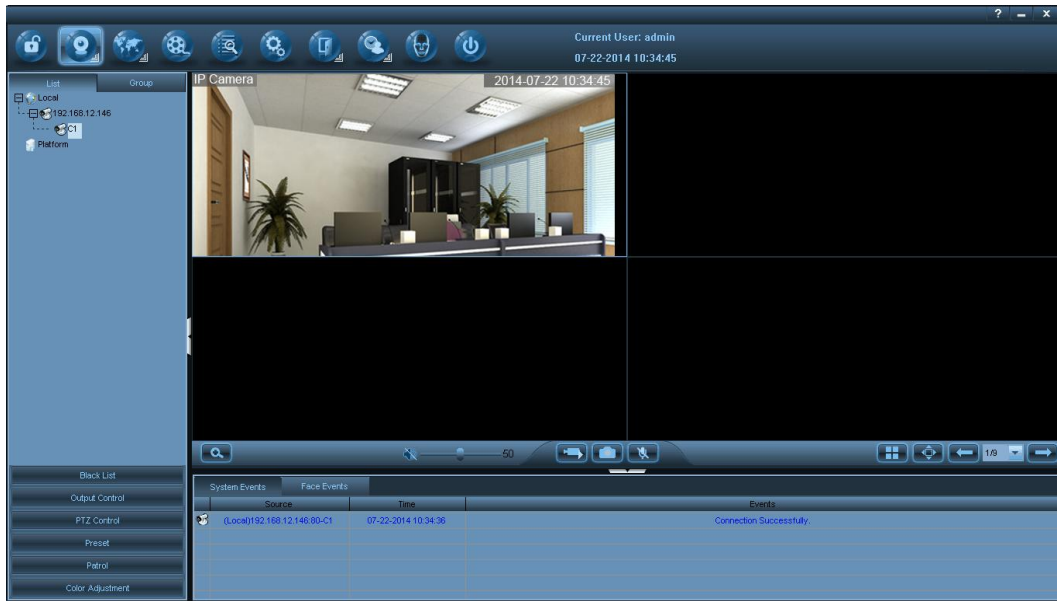 ? – x
Current User: admin
07-22-2014 10:34:45
List Group
Local
192.168.12.146
C1
Platform
IP Camera 2014-07-22 10:34:45
50
1/9
Black List
Output Control
PTZ Control
Preset
Patrol
Color Adjustment
System Events Face Events
Source Time Events
(Local)192.168.12.146:80-C1 07-22-2014 10:34:36 Connection Successfully.